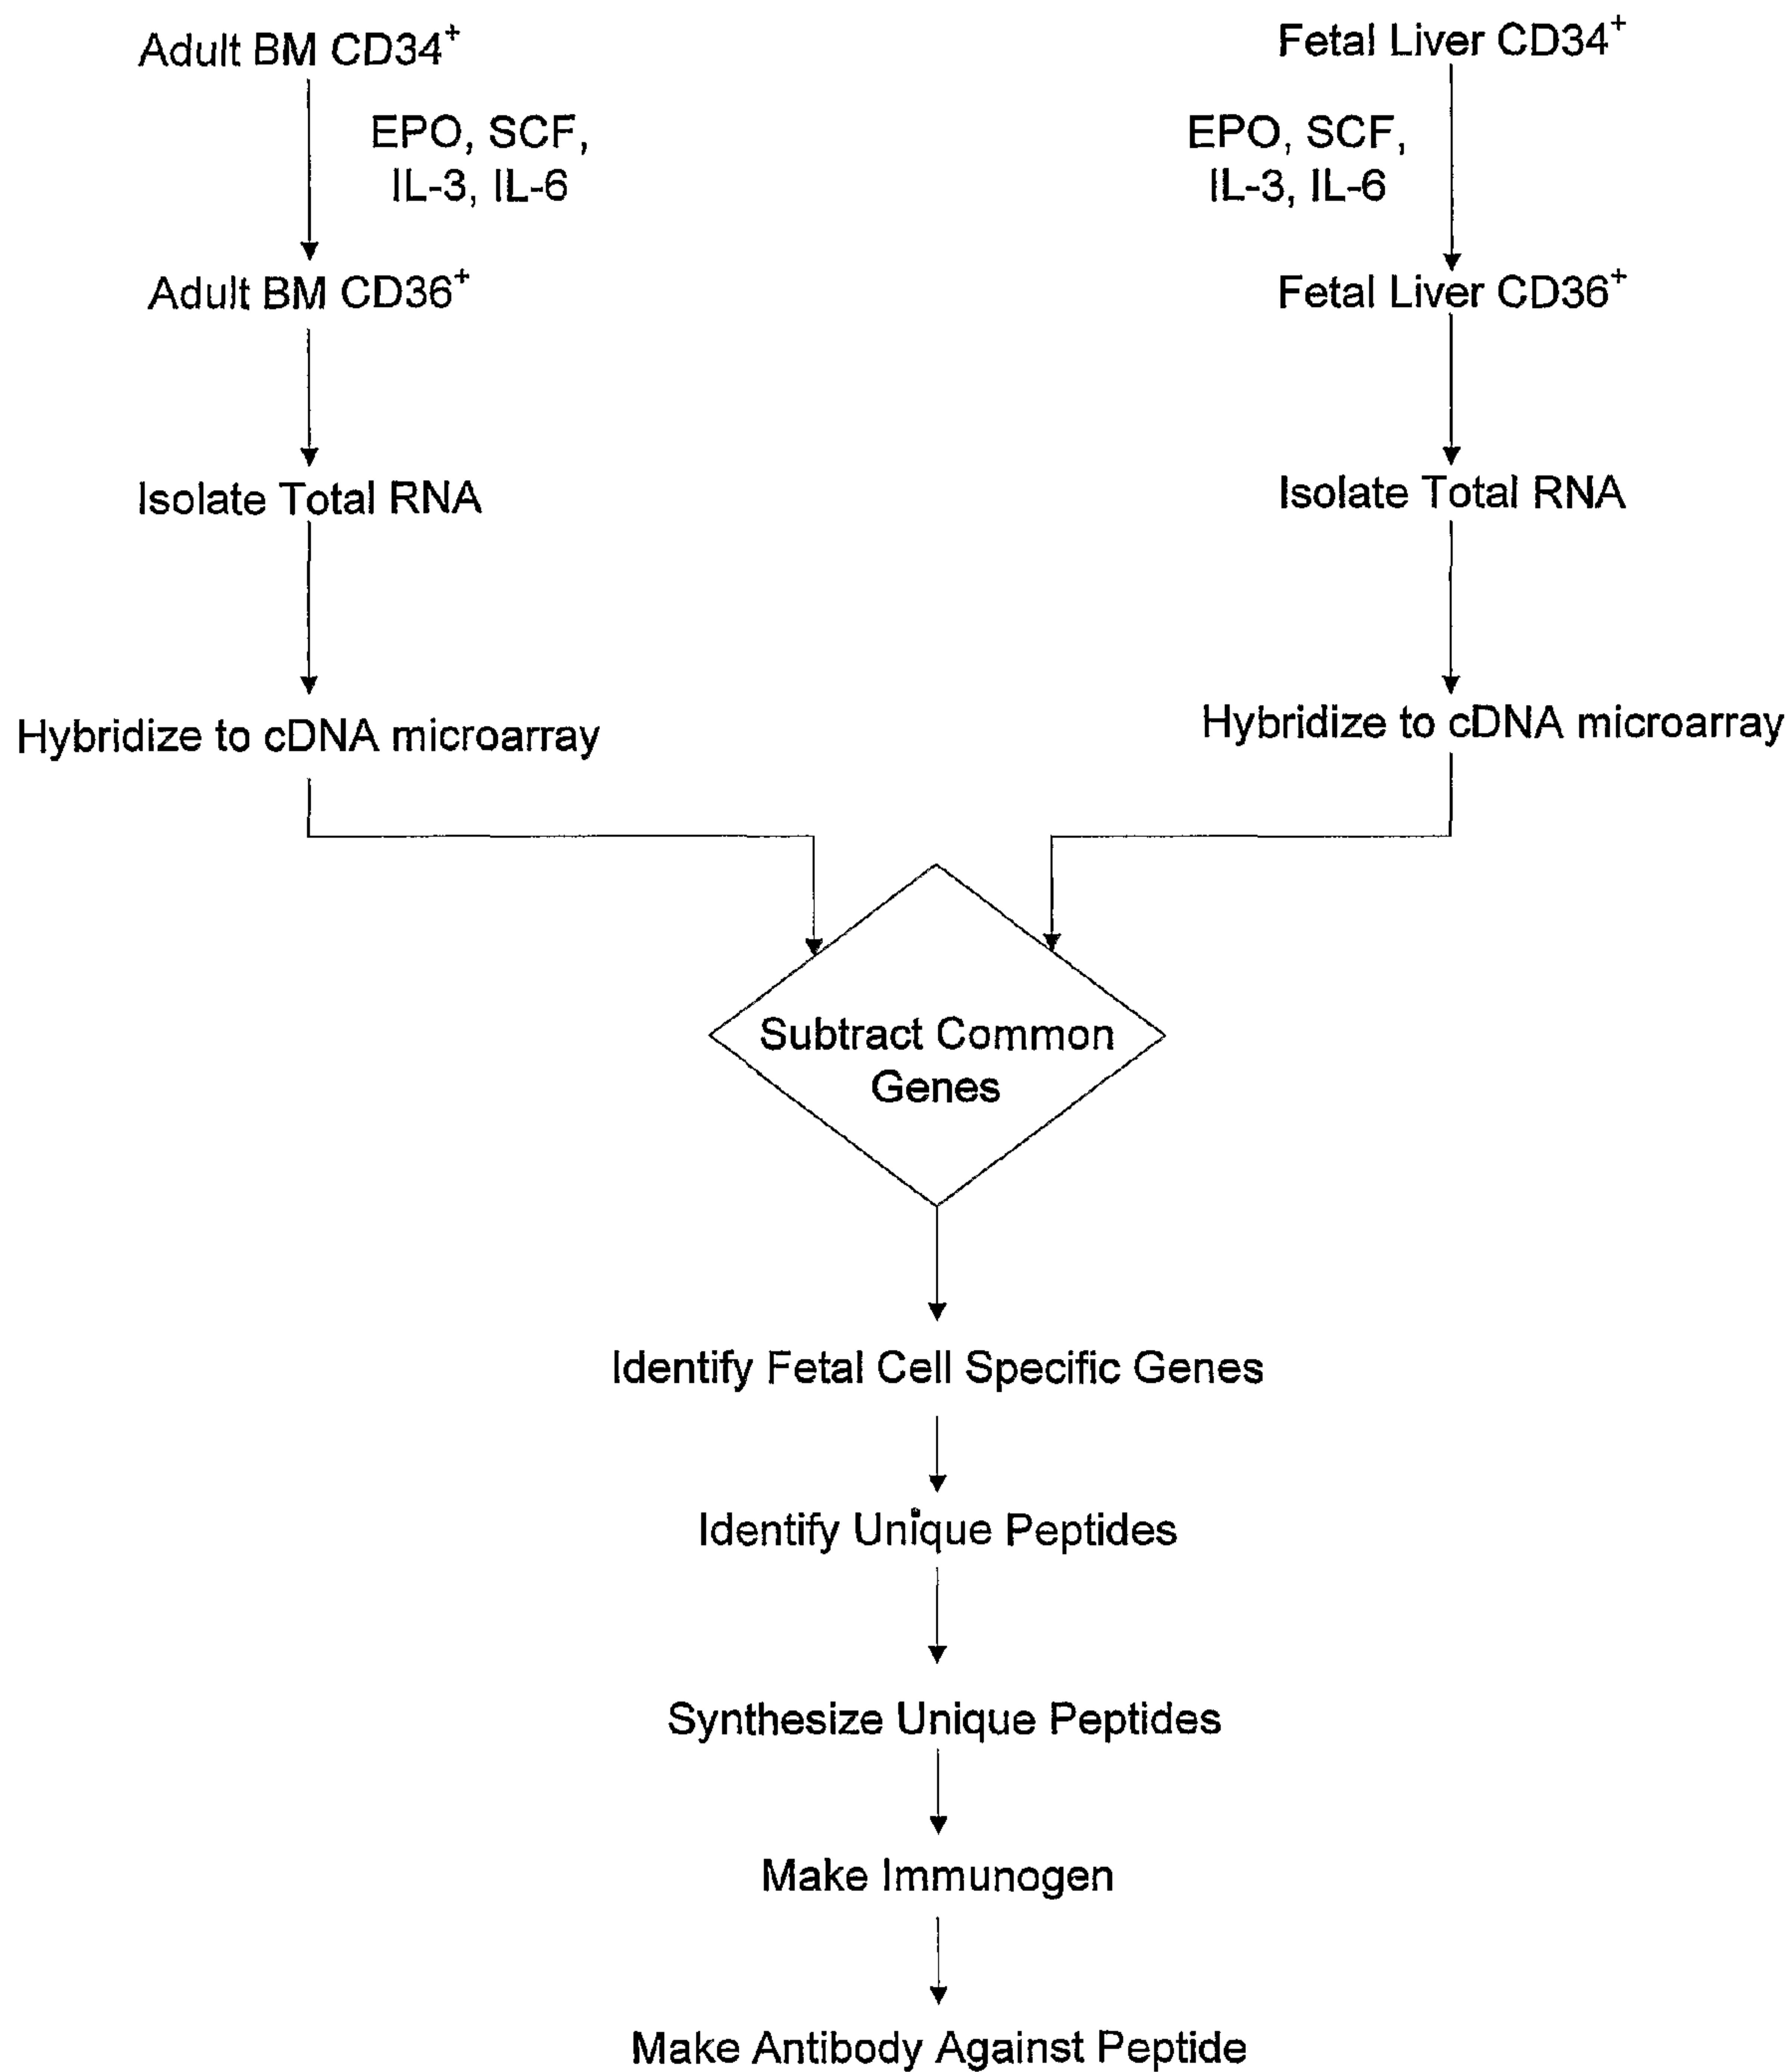 Adult BM CD34+
Fetal Liver CD34+
EPO, SCF,
IL-3, IL-6
EPO, SCF,
IL-3, IL-6
Adult BM CD36+
Fetal Liver CD36+
Isolate Total RNA
Isolate Total RNA
Hybridize to cDNA microarray
Hybridize to cDNA microarray
Subtract Common
Genes
Identify Fetal Cell Specific Genes
Identify Unique Peptides
Synthesize Unique Peptides
Make Immunogen
Make Antibody Against Peptide